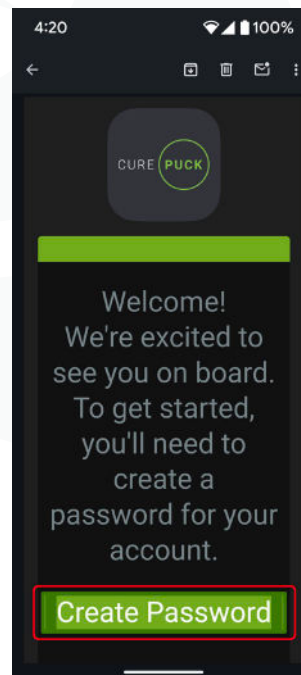 4:20
100%
CURE PUCK
Welcome!
We're excited to
see you on board.
To get started,
you'll need to
create a
password for your
account.
Create Password